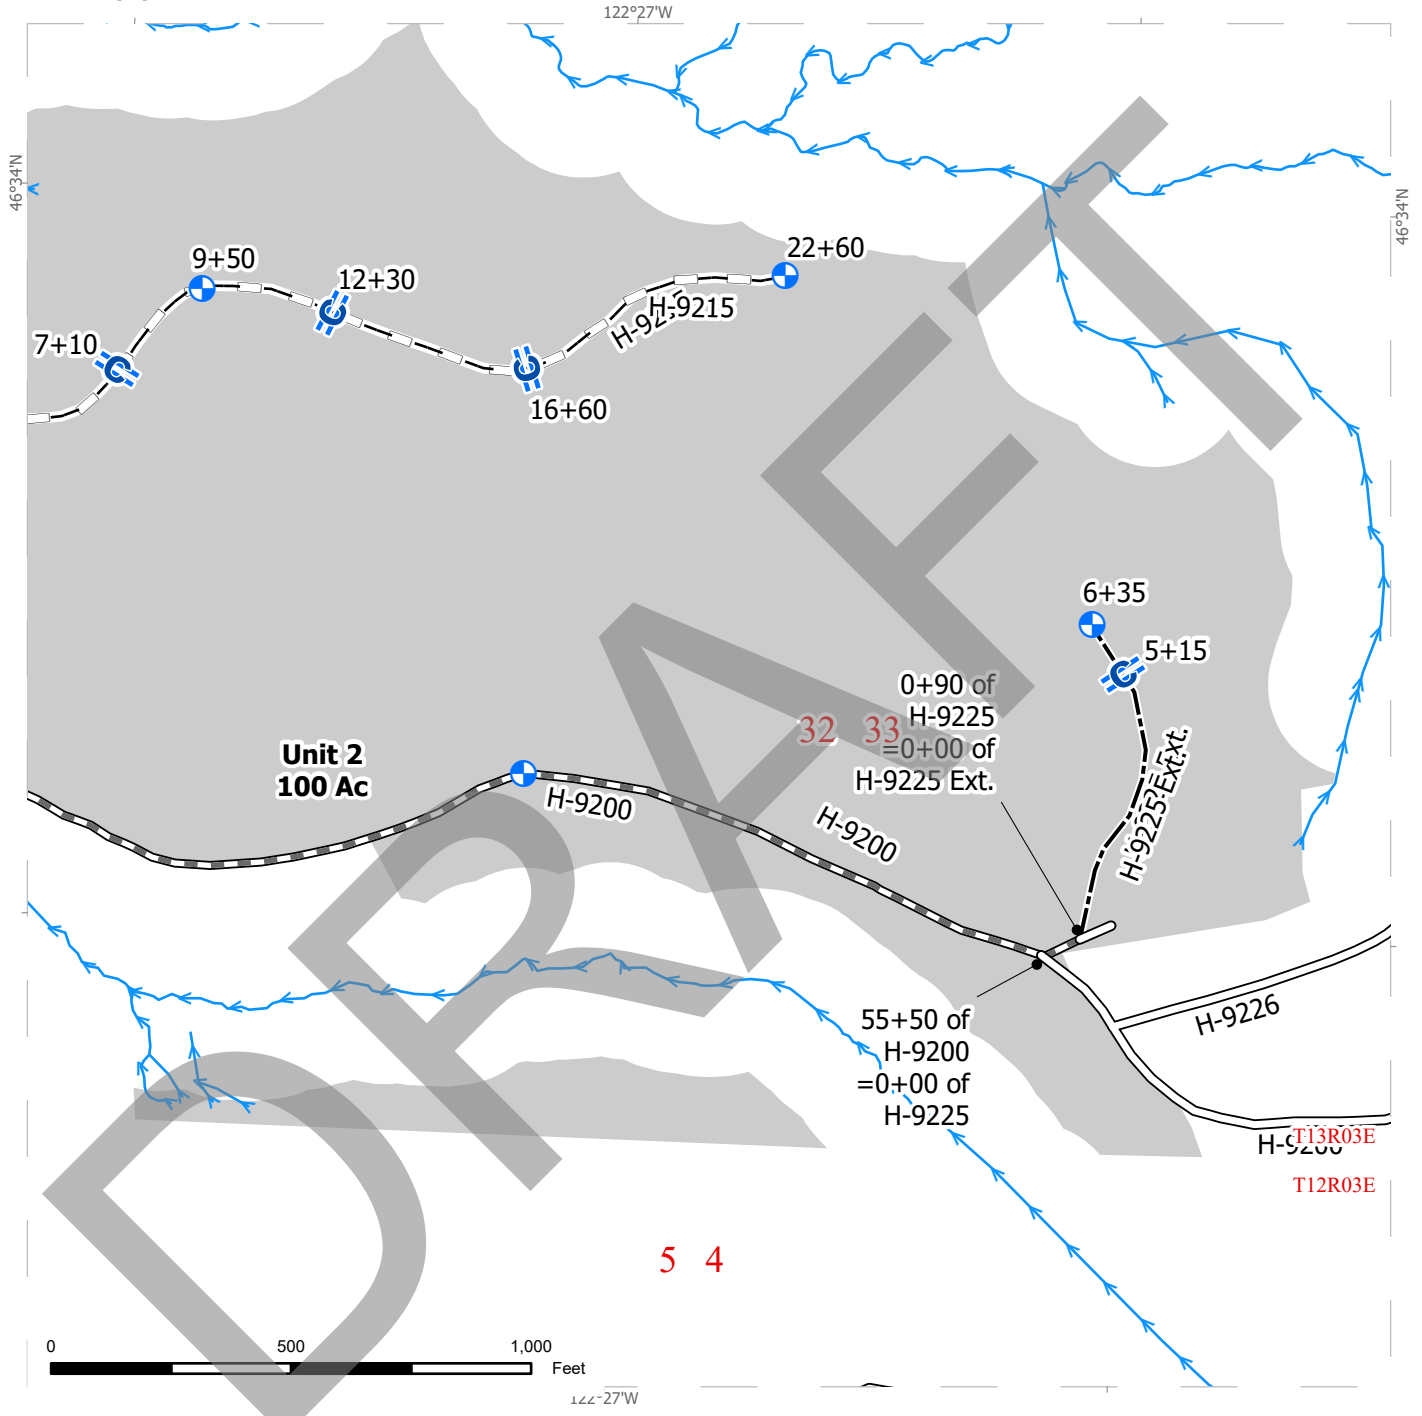 122°27'W
46°34'N
46°34'N
9+50
12+30
22+60
7+10
H-9215
16+60
6+35
5+15
0+90 of
H-9225
=0+00 of
H-9225 Ext.
32 33
Unit 2
100 Ac
H-9200
H-9200
H-9225 Ext.
H-9226
55+50 of
H-9200
=0+00 of
H-9225
T13R03E
H-9200
T12R03E
5 4
0 500 1,000
Feet
122°27'W
DRAFT